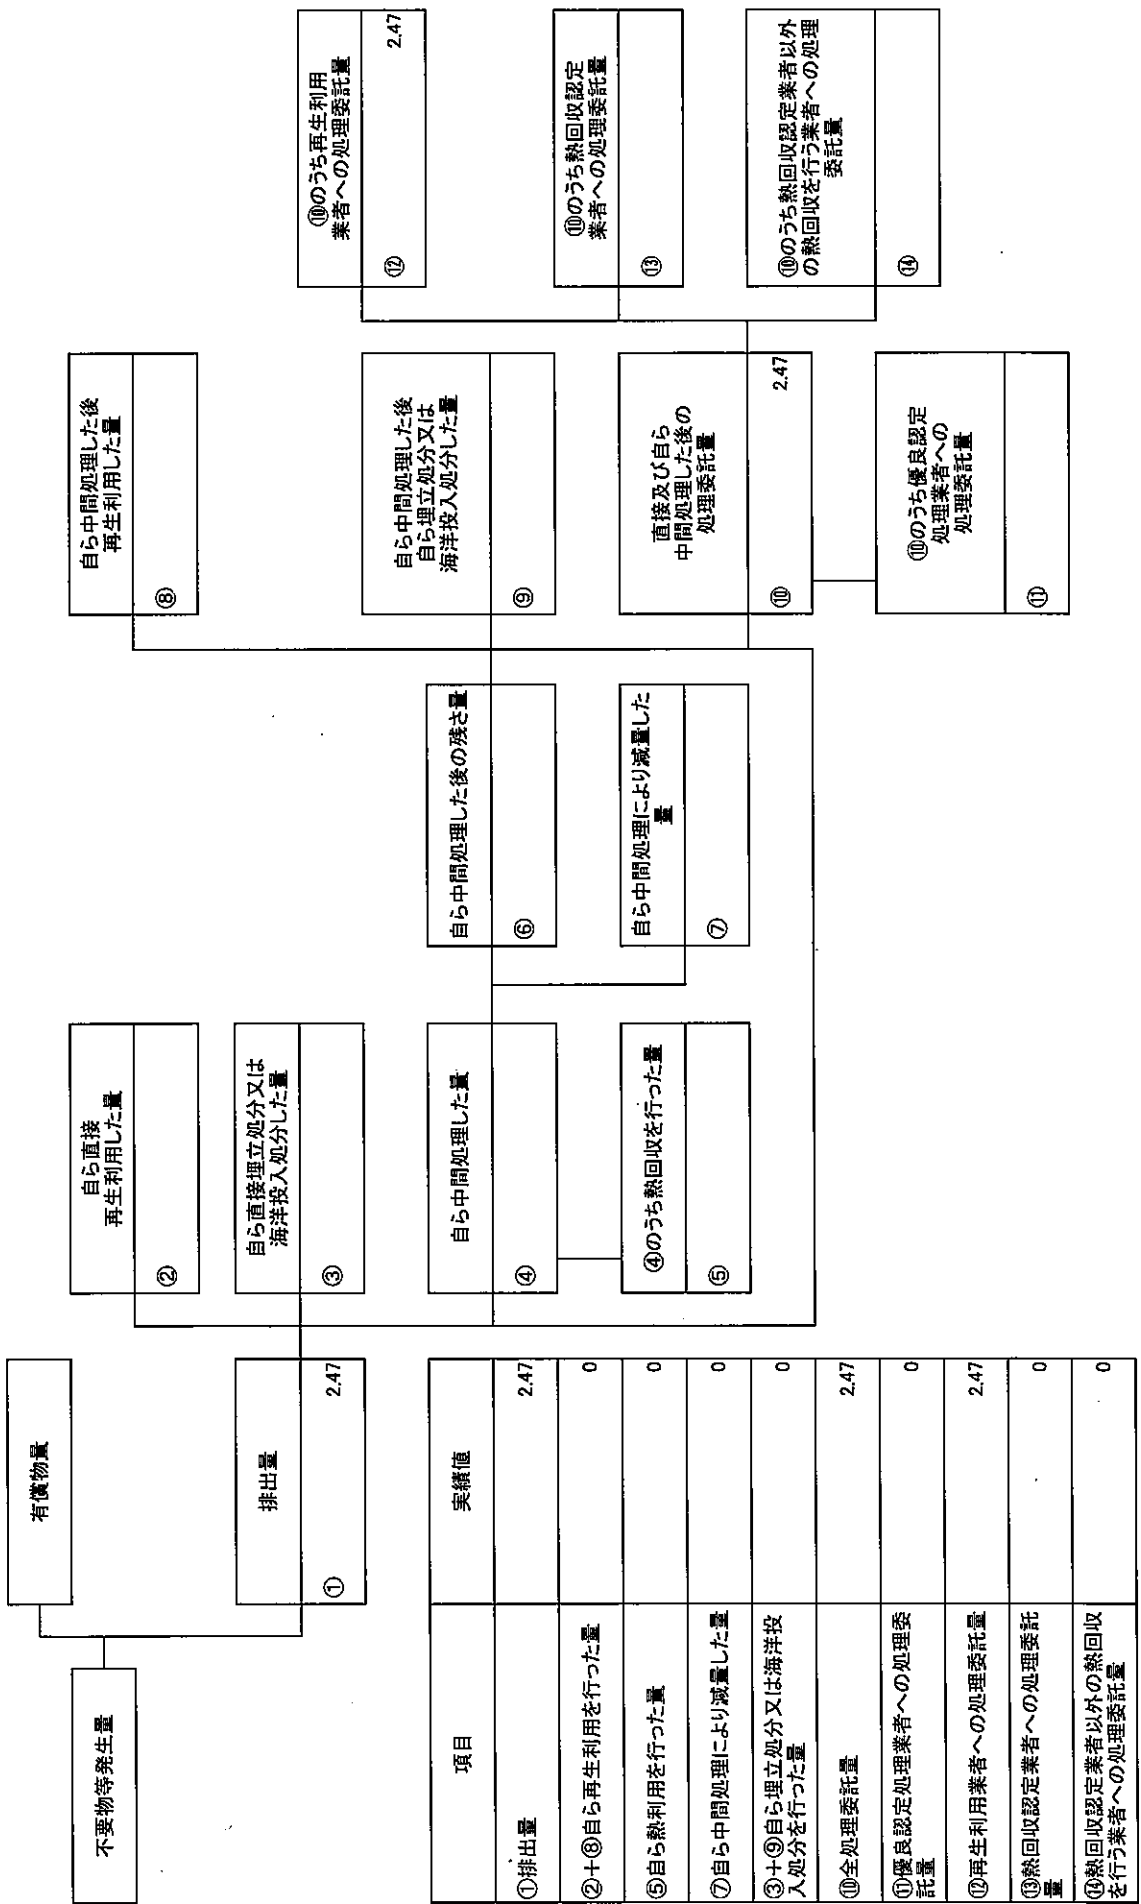 不要物等発生量
有償物量
排出量
①
2.47
自ら直接
再生利用した量
②
自ら直接埋立処分又は
海洋投入処分した量
③
自ら中間処理した量
④
④のうち熱回収を行った量
⑤
自ら中間処理した後の残さ量
⑥
自ら中間処理により減量した
量
⑦
自ら中間処理した後
再生利用した量
⑧
自ら中間処理した後
自ら埋立処分又は
海洋投入処分した量
⑨
直接及び自ら
中間処理した後の
処理委託量
⑩
2.47
⑩のうち優良認定
処理業者への
処理委託量
⑪
⑩のうち再生利用
業者への処理委託量
⑫
2.47
⑩のうち熱回収認定
業者への処理委託量
⑬
⑩のうち熱回収認定業者以外
の熱回収を行う業者への処理
委託量
⑭
項目
実績値
①排出量
2.47
②+⑧自ら再生利用を行った量
0
⑤自ら熱利用を行った量
0
⑦自ら中間処理により減量した量
0
③+⑨自ら埋立処分又は海洋投
入処分を行った量
0
⑩全処理委託量
2.47
⑪優良認定処理業者への処理委
託量
0
⑫再生利用業者への処理委託量
2.47
⑬熱回収認定業者への処理委託
量
0
⑭熱回収認定業者以外の熱回収
を行う業者への処理委託量
0